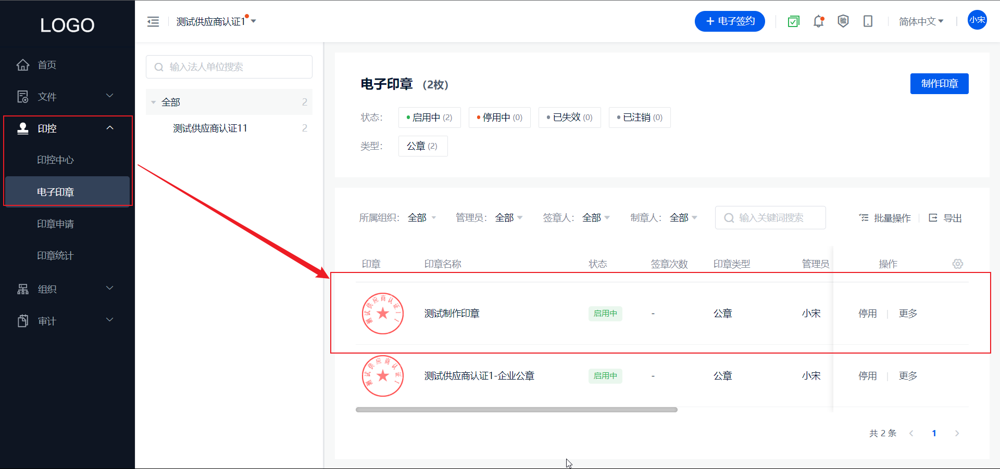 LOGO
首页
文件
印控
印控中心
电子印章
印章申请
印章统计
组织
审计
测试供应商认证1
电子签约
验
简体中文
小宋
输入法人单位搜索
全部 2
测试供应商认证11 2
电子印章 (2枚)
制作印章
状态: 启用中 (2) 停用中 (0) 已失效 (0) 已注销 (0)
类型: 公章 (2)
所属组织: 全部 管理员: 全部 签章人: 全部 制章人: 全部 输入关键词搜索 批量操作 导出
印章 印章名称 状态 签章次数 印章类型 管理员 操作
测试供应商认证11
测试制作印章 启用中 - 公章 小宋 停用 更多
测试供应商认证1
测试供应商认证1-企业公章 启用中 - 公章 小宋 停用 更多
共 2 条 1